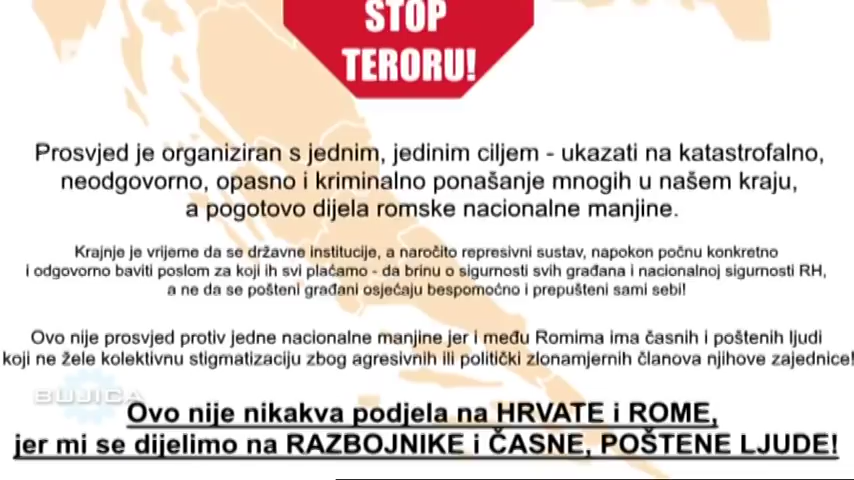 STOP
TERORU!
Prosvjed je organiziran s jednim, jedinim ciljem - ukazati na katastrofalno,
neodgovorno, opasno i kriminalno ponašanje mnogih u našem kraju,
a pogotovo dijela romske nacionalne manjine.
Krajnje je vrijeme da se državne institucije, a naročito represivni sustav, napokon počnu konkretno
i odgovorno baviti poslom za koji ih svi plaćamo - da brinu o sigurnosti svih građana i nacionalnoj sigurnosti RH,
a ne da se pošteni građani osjećaju bespomoćno i prepušteni sami sebi!
Ovo nije prosvjed protiv jedne nacionalne manjine jer i među Romima ima časnih i poštenih ljudi
koji ne žele kolektivnu stigmatizaciju zbog agresivnih ili politički zlonamjernih članova njihove zajednice!
BUJICA
Ovo nije nikakva podjela na HRVATE i ROME,
jer mi se dijelimo na RAZBOJNIKE i ČASNE, POŠTENE LJUDE!